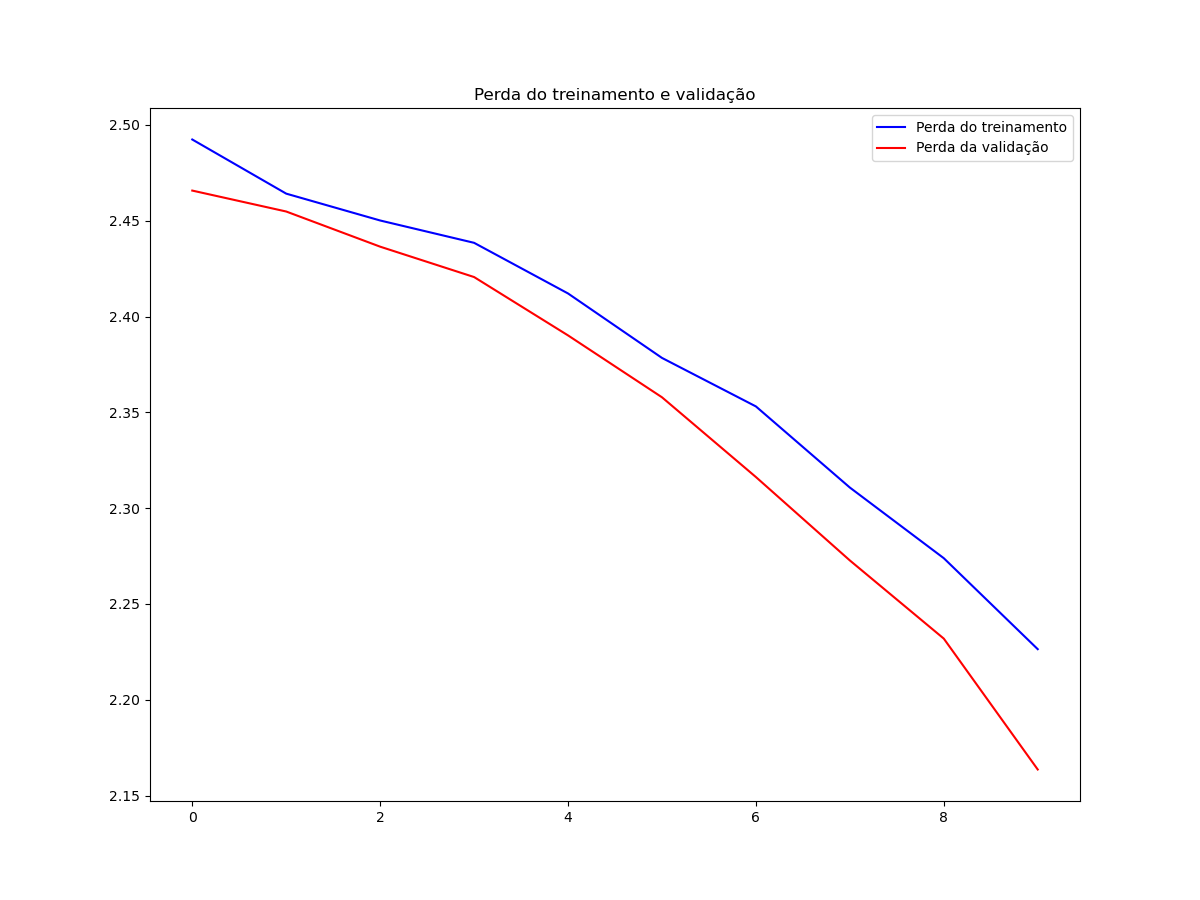 Perda do treinamento e validação
Perda do treinamento
Perda da validação
2.50
2.45
2.40
2.35
2.30
2.25
2.20
2.15
0 2 4 6 8